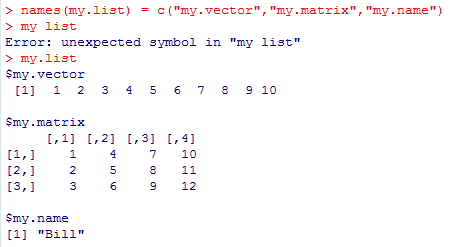 > names(my.list) = c("my.vector","my.matrix","my.name")
> my list
Error: unexpected symbol in "my list"
> my.list
$my.vector
 [1]  1  2  3  4  5  6  7  8  9 10

$my.matrix
     [,1] [,2] [,3] [,4]
[1,]    1    4    7   10
[2,]    2    5    8   11
[3,]    3    6    9   12

$my.name
[1] "Bill"